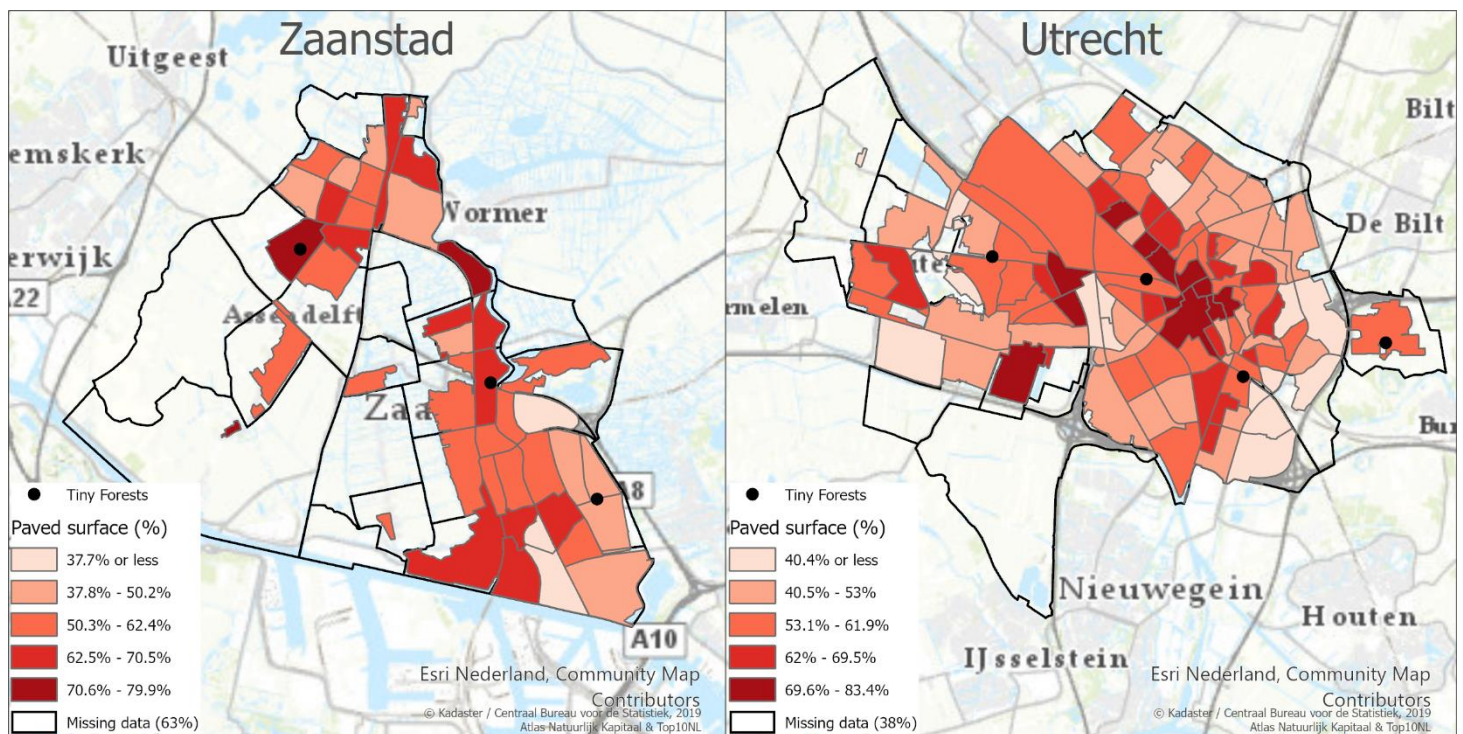 Zaanstad
Uitgeest
emskerk
Wormer
erwijk
A22
Assendelft
Zaa
A8
A10
Tiny Forests
Paved surface (%)
37.7% or less
37.8% - 50.2%
50.3% - 62.4%
62.5% - 70.5%
70.6% - 79.9%
Missing data (63%)
Esri Nederland, Community Map
Contributors
© Kadaster / Centraal Bureau voor de Statistiek, 2019
Atlas Natuurlijk Kapitaal & Top10NL
Utrecht
Bilt
De Bilt
rmelen
Bu
Nieuwegein
Houten
IJsselstein
Tiny Forests
Paved surface (%)
40.4% or less
40.5% - 53%
53.1% - 61.9%
62% - 69.5%
69.6% - 83.4%
Missing data (38%)
Esri Nederland, Community Map
Contributors
© Kadaster / Centraal Bureau voor de Statistiek, 2019
Atlas Natuurlijk Kapitaal & Top10NL